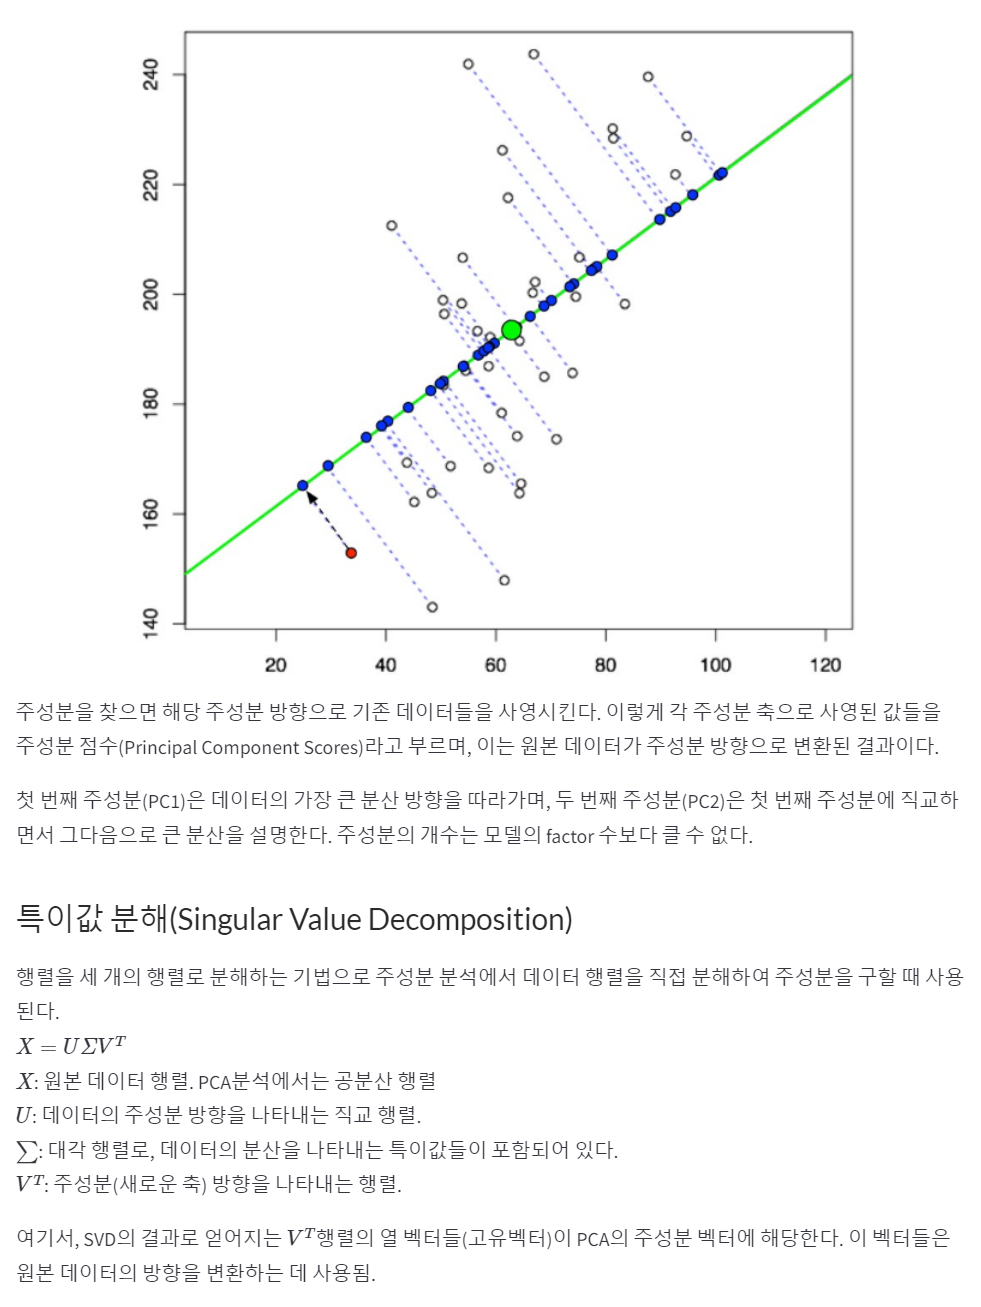 240
220
200
180
160
140
20 40 60 80 100 120
주성분을 찾으면 해당 주성분 방향으로 기존 데이터들을 사영시킨다. 이렇게 각 주성분 축으로 사영된 값들을
주성분 점수(Principal Component Scores)라고 부르며, 이는 원본 데이터가 주성분 방향으로 변환된 결과이다.
첫 번째 주성분(PC1)은 데이터의 가장 큰 분산 방향을 따라가며, 두 번째 주성분(PC2)은 첫 번째 주성분에 직교하
면서 그다음으로 큰 분산을 설명한다. 주성분의 개수는 모델의 factor 수보다 클 수 없다.
특이값 분해(Singular Value Decomposition)
행렬을 세 개의 행렬로 분해하는 기법으로 주성분 분석에서 데이터 행렬을 직접 분해하여 주성분을 구할 때 사용
된다.
X = UΣVᵀ
X: 원본 데이터 행렬. PCA분석에서는 공분산 행렬
U: 데이터의 주성분 방향을 나타내는 직교 행렬.
∑: 대각 행렬로, 데이터의 분산을 나타내는 특이값들이 포함되어 있다.
Vᵀ: 주성분(새로운 축) 방향을 나타내는 행렬.
여기서, SVD의 결과로 얻어지는 Vᵀ행렬의 열 벡터들(고유벡터)이 PCA의 주성분 벡터에 해당한다. 이 벡터들은
원본 데이터의 방향을 변환하는 데 사용됨.